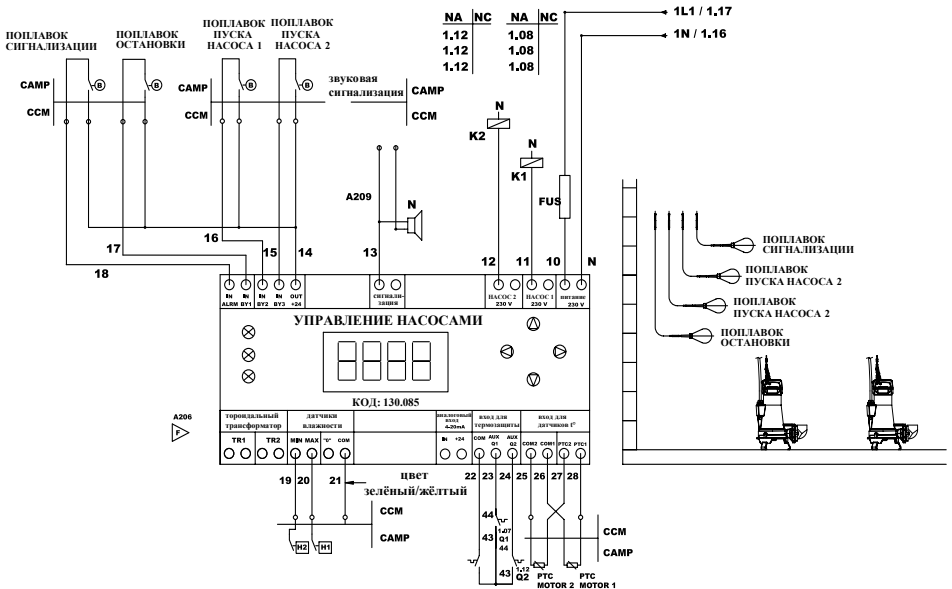 ПОПЛАВОК
СИГНАЛИЗАЦИИ
ПОПЛАВОК
ОСТАНОВКИ
ПОПЛАВОК
ПУСКА
НАСОСА 1
ПОПЛАВОК
ПУСКА
НАСОСА 2
NA NC
1.12
1.12
1.12
NA NC
1.08
1.08
1.08
1L1 / 1.17
1N / 1.16
CAMP
CCM
B
B
CAMP
CCM
B
B
звуковая
сигнализация
CAMP
CCM
N
K2
N
K1
FUS
A209
N
18
17
16
15
14
13
12
11
10
N
IN
ALRM
IN
BY1
IN
BY2
IN
BY3
OUT
+24
сигнали-
зация
НАСОС 2
230 V
НАСОС 1
230 V
питание
230 V
УПРАВЛЕНИЕ НАСОСАМИ
КОД: 130.085
A206
F
тороидальный
трансформатор
датчики
влажности
аналоговый
вход
4-20mA
вход для
термозащиты
вход для
датчиков t°
TR1
TR2
MIN
MAX
"0"
COM
IN
+24
COM
AUX
Q1
AUX
Q2
COM2
COM1
PTC2
PTC1
19
20
21
цвет
зелёный/жёлтый
22
23
24
25
26
27
28
CCM
CAMP
H2
H1
44
43
1.07
Q1
44
43
1.12
Q2
CCM
CAMP
PTC
MOTOR 2
PTC
MOTOR 1
ПОПЛАВОК
СИГНАЛИЗАЦИИ
ПОПЛАВОК
ПУСКА НАСОСА 2
ПОПЛАВОК
ПУСКА НАСОСА 2
ПОПЛАВОК
ОСТАНОВКИ